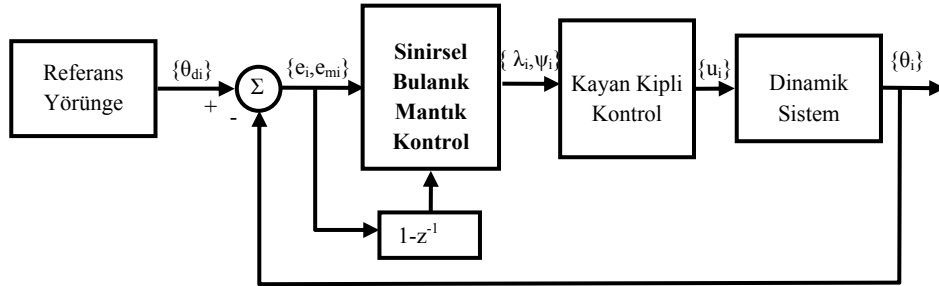 Referans
Yörünge
{θdi}
+
-
Σ
{ei,emi}
Sinirsel
Bulanık
Mantık
Kontrol
1-z-1
{ λi,ψi}
Kayan Kipli
Kontrol
{ui}
Dinamik
Sistem
{θi}